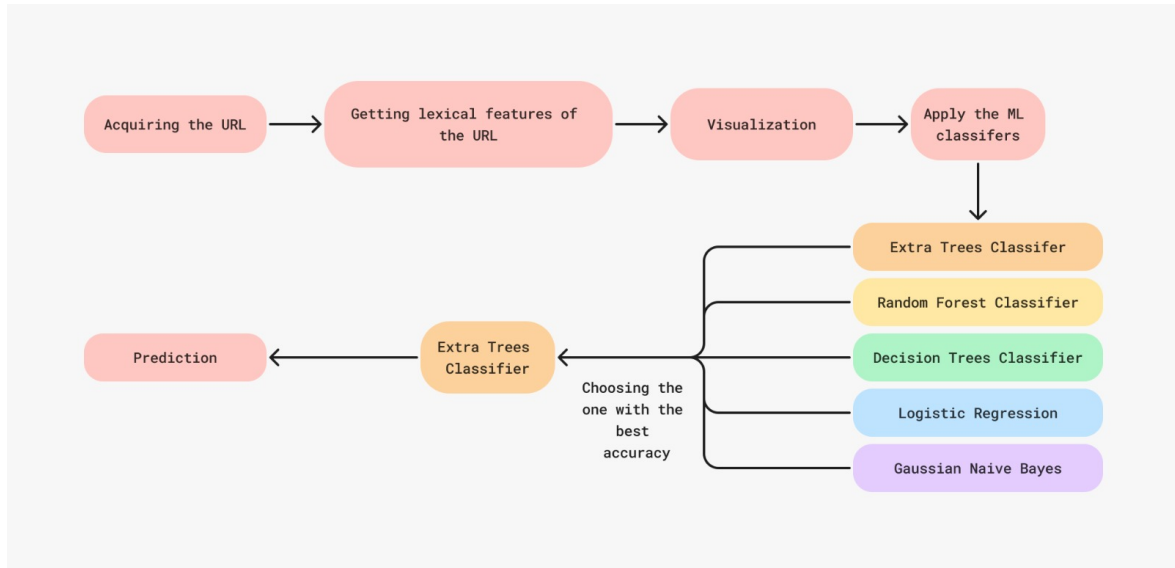 Acquiring the URL
Getting lexical features of
the URL
Visualization
Apply the ML
classifers
Extra Trees Classifer
Random Forest Classifier
Decision Trees Classifier
Logistic Regression
Gaussian Naive Bayes
Choosing the
one with the
best
accuracy
Extra Trees
Classifier
Prediction